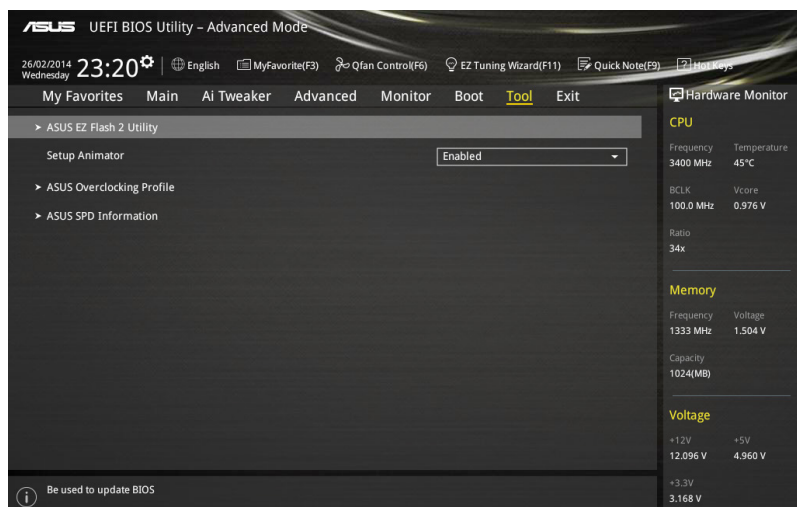 ASUS UEFI BIOS Utility – Advanced Mode
26/02/2014
Wednesday
23:20
English
MyFavorite(F3)
Qfan Control(F6)
EZ Tuning Wizard(F11)
Quick Note(F9)
? Hot Keys
My Favorites Main Ai Tweaker Advanced Monitor Boot Tool Exit
Hardware Monitor
> ASUS EZ Flash 2 Utility
Setup Animator Enabled
> ASUS Overclocking Profile
> ASUS SPD Information
CPU
Frequency Temperature
3400 MHz 45°C
BCLK Vcore
100.0 MHz 0.976 V
Ratio
34x
Memory
Frequency Voltage
1333 MHz 1.504 V
Capacity
1024(MB)
Voltage
+12V +5V
12.096 V 4.960 V
+3.3V
3.168 V
i Be used to update BIOS